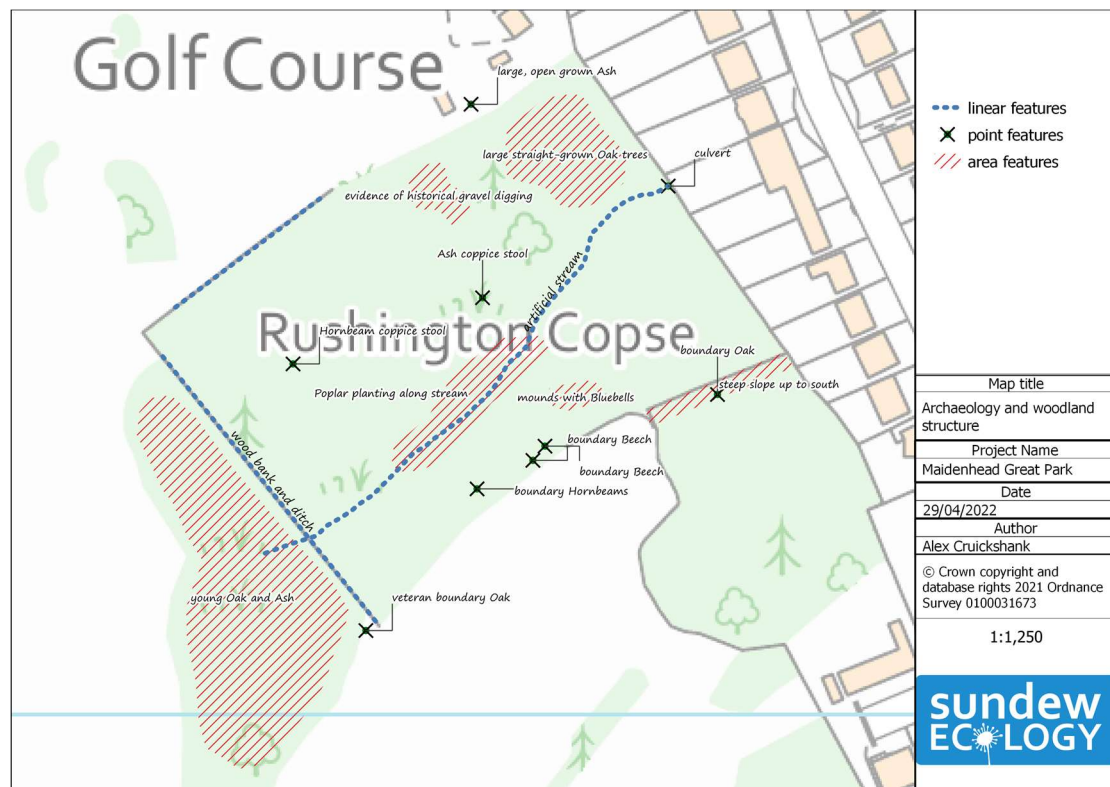 Golf Course
large, open grown Ash
large straight-grown Oak trees
culvert
evidence of historical gravel digging
Ash coppice stool
artificial stream
Rushington Copse
Hornbeam coppice stool
boundary Oak
steep slope up to south
Poplar planting along stream
mounds with Bluebells
boundary Beech
boundary Beech
boundary Hornbeams
wood bank and ditch
young Oak and Ash
veteran boundary Oak
linear features
point features
area features
Map title
Archaeology and woodland
structure
Project Name
Maidenhead Great Park
Date
29/04/2022
Author
Alex Cruickshank
© Crown copyright and
database rights 2021 Ordnance
Survey 0100031673
1:1,250
sundew
ECOLOGY